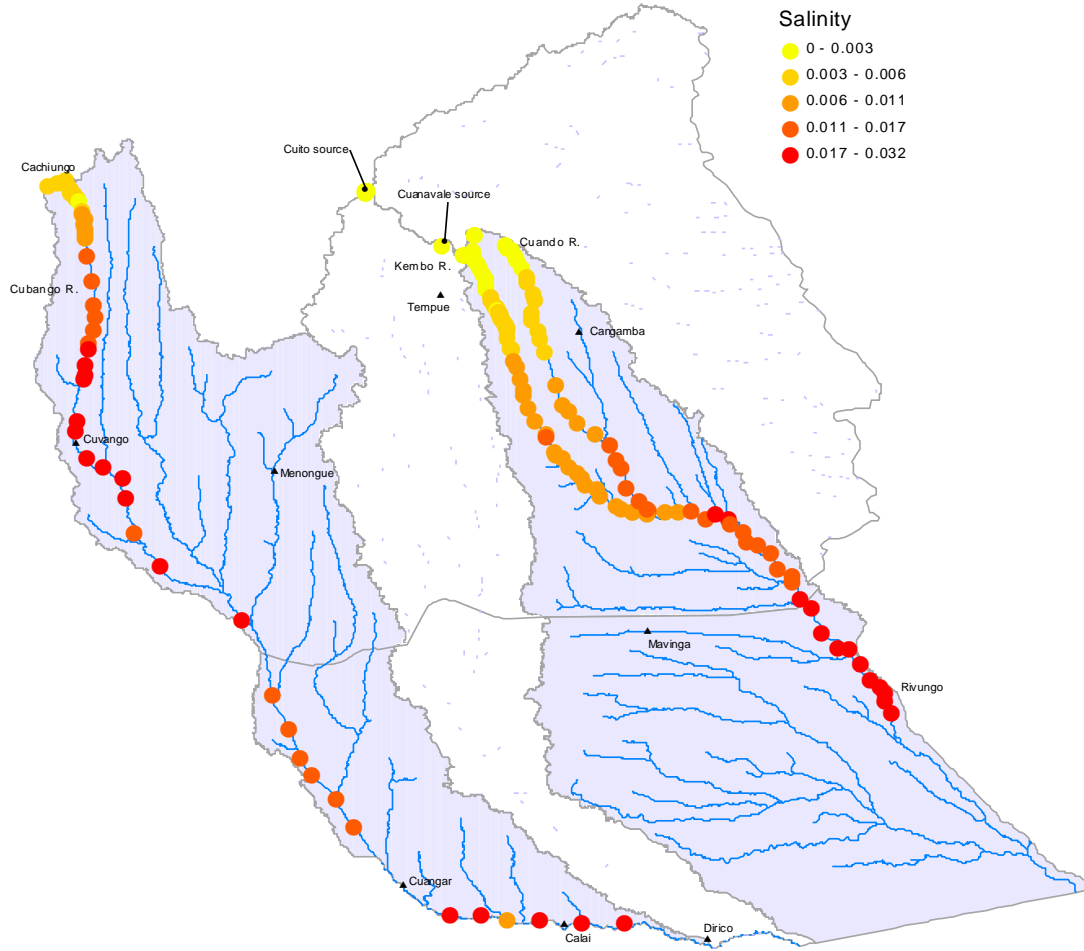 Salinity
0 - 0.003
0.003 - 0.006
0.006 - 0.011
0.011 - 0.017
0.017 - 0.032
Cuito source
Cachiungo
Cuanavale source
Cuando R.
Kembo R.
Cubango R.
Tempue
Cangamba
Cuvango
Menongue
Mavinga
Rivungo
Cuangar
Calai
Dirico